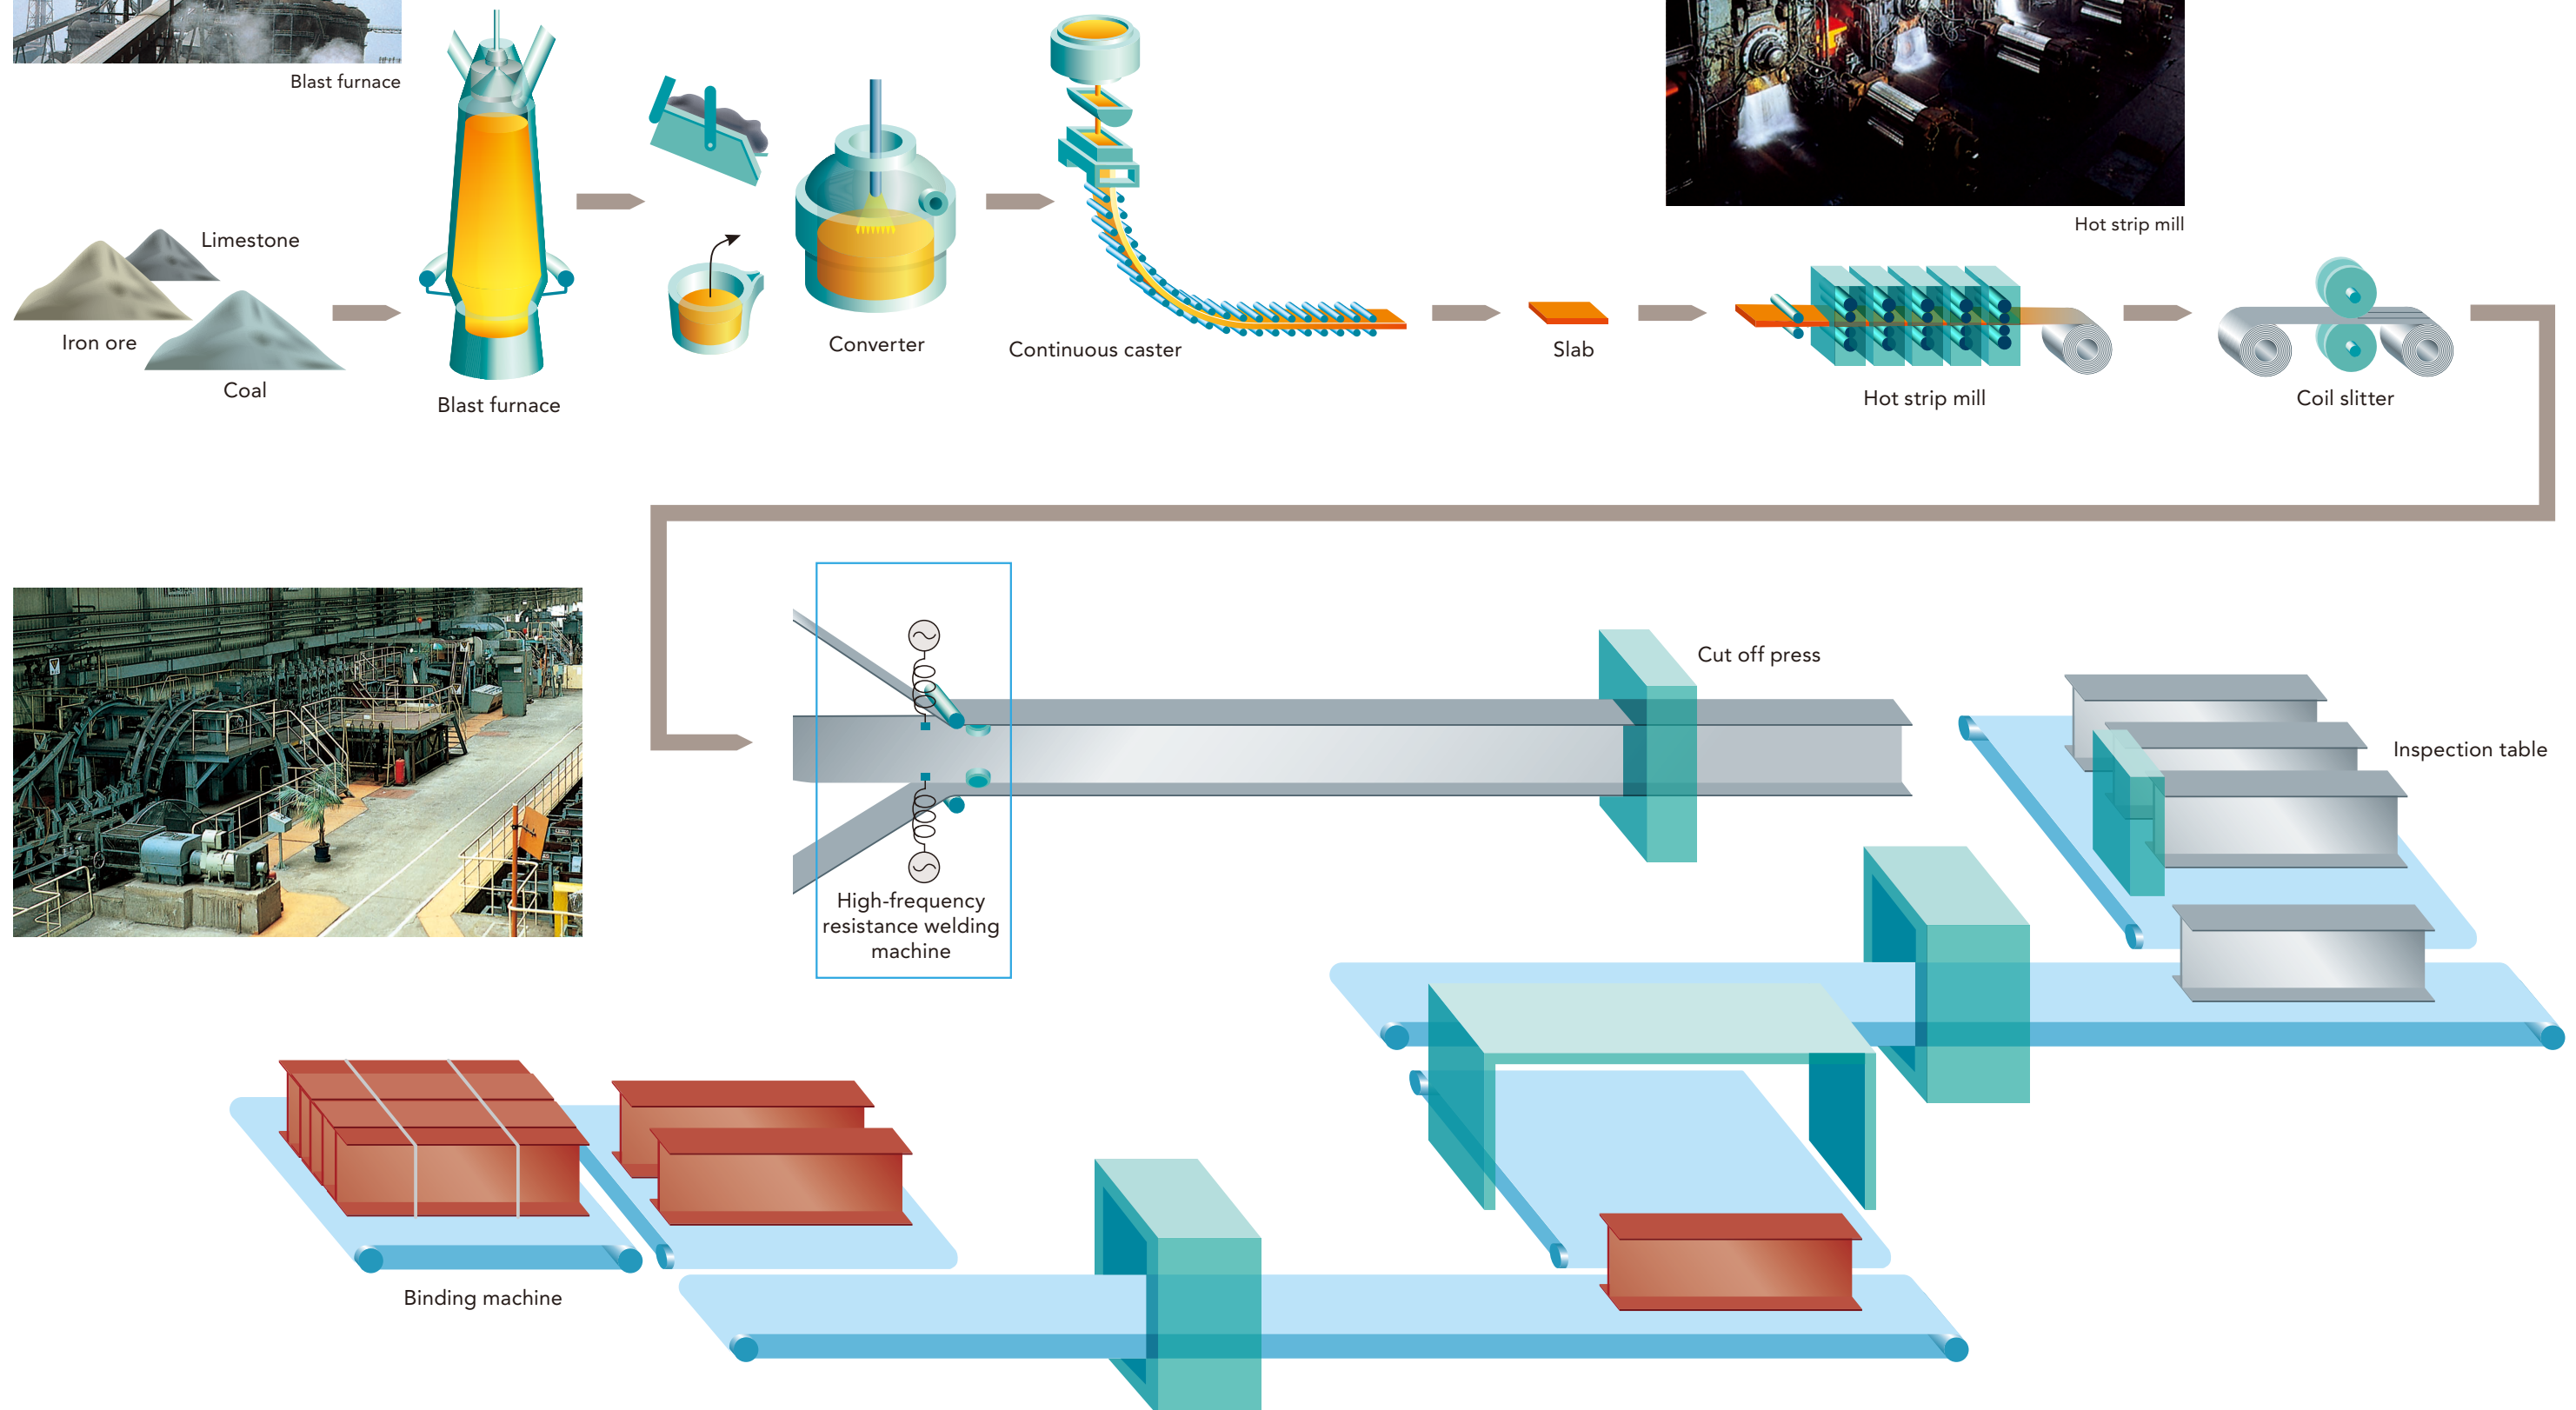 Blast furnace
Hot strip mill
Limestone
Iron ore
Coal
Blast furnace
Converter
Continuous caster
Slab
Hot strip mill
Coil slitter
Cut off press
Inspection table
High-frequency
resistance welding
machine
Binding machine